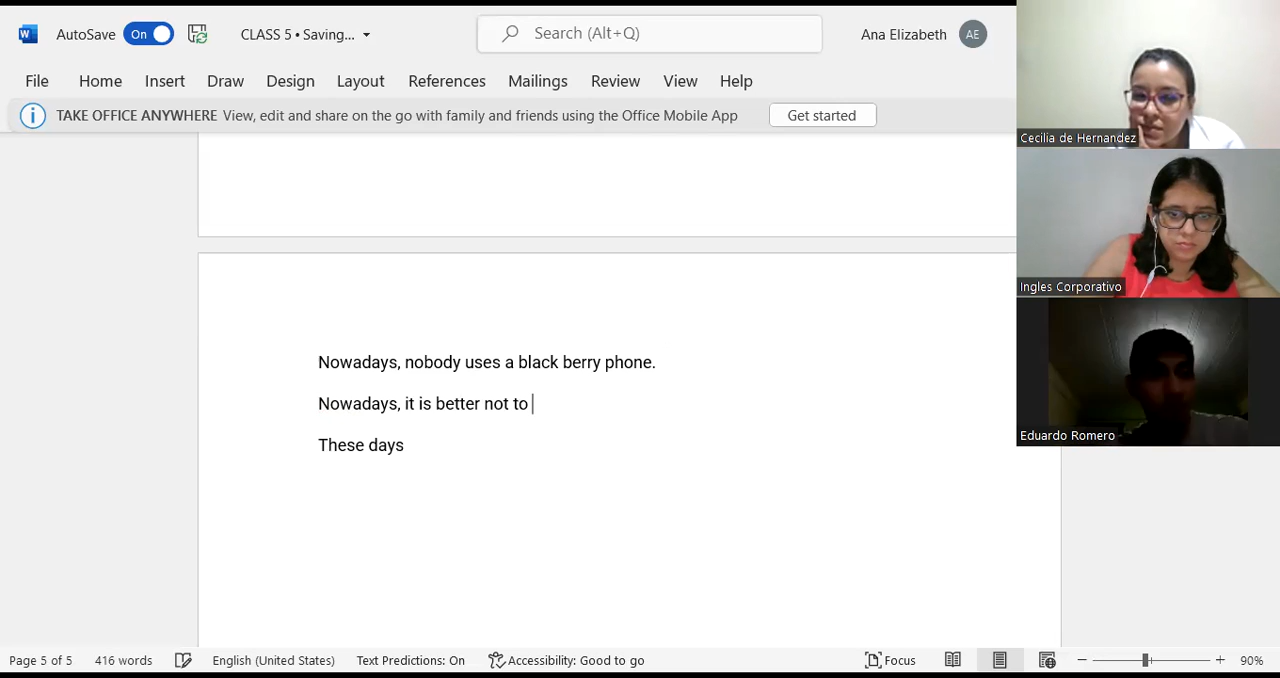 AutoSave On CLASS 5 • Saving... Search (Alt+Q) Ana Elizabeth AE
File Home Insert Draw Design Layout References Mailings Review View Help
TAKE OFFICE ANYWHERE View, edit and share on the go with family and friends using the Office Mobile App Get started
Cecilia de Hernandez
Ingles Corporativo
Nowadays, nobody uses a black berry phone.
Nowadays, it is better not to
These days
Eduardo Romero
Page 5 of 5 416 words English (United States) Text Predictions: On Accessibility: Good to go Focus 90%